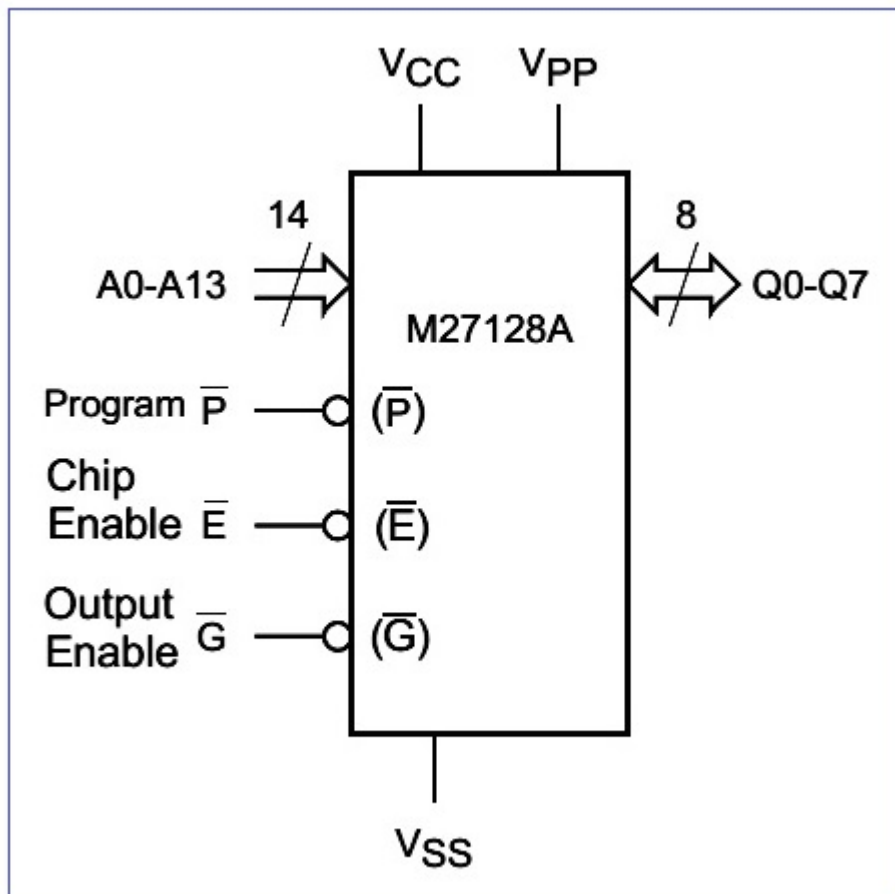 VCC VPP
14 8
A0-A13 Q0-Q7
M27128A
Program P̅ (P̅)
Chip
Enable E̅ (E̅)
Output
Enable G̅ (G̅)
VSS